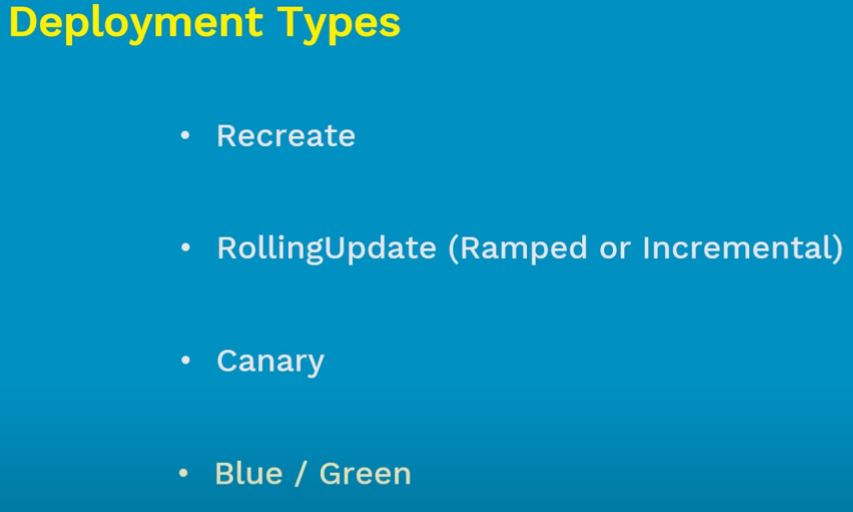 Deployment Types
• Recreate
• RollingUpdate (Ramped or Incremental)
• Canary
• Blue / Green